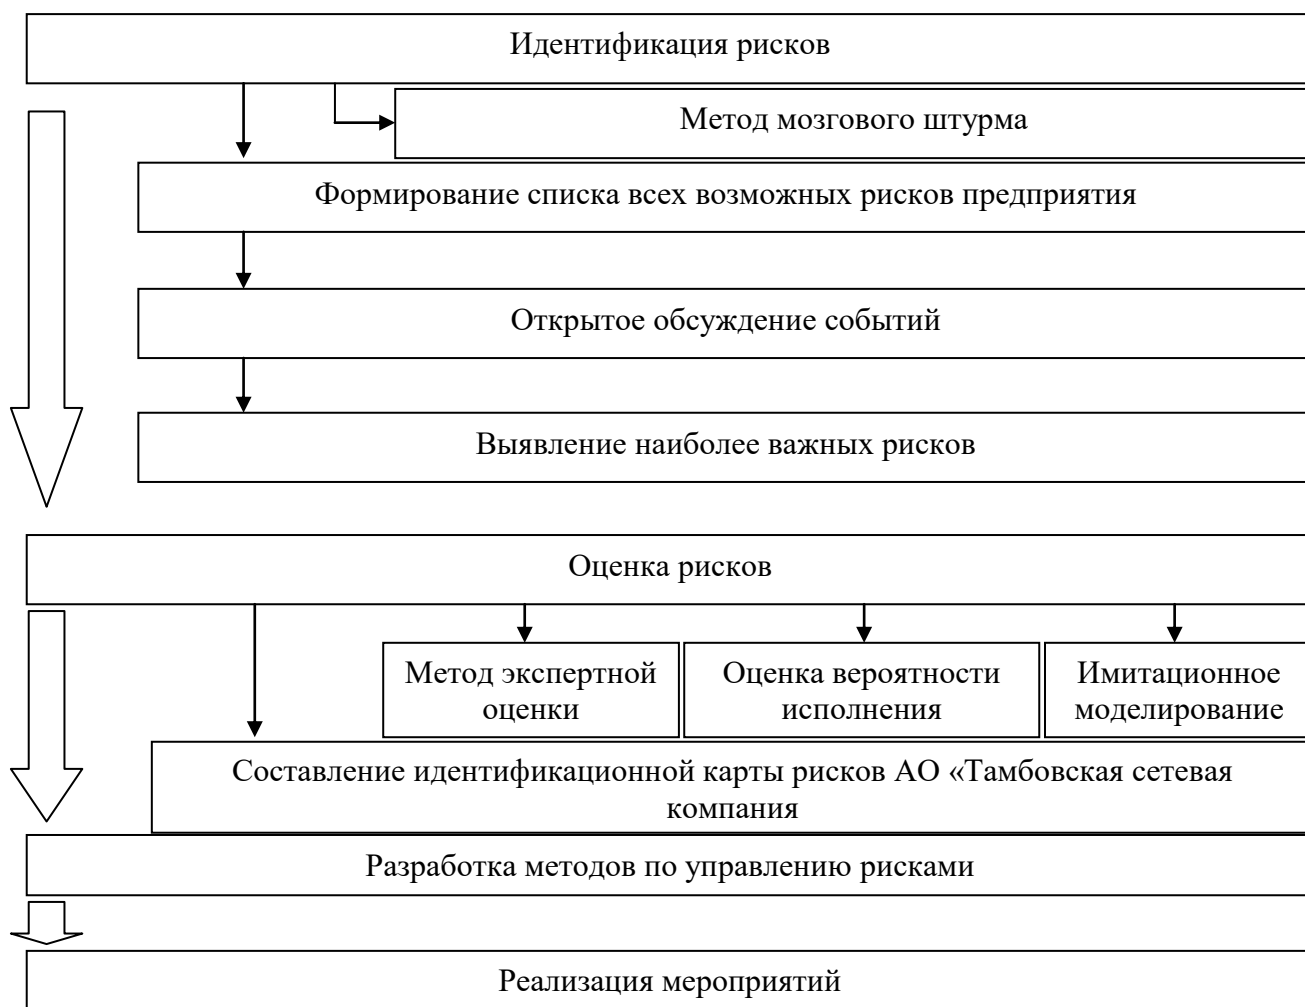 Идентификация рисков
Метод мозгового штурма
Формирование списка всех возможных рисков предприятия
Открытое обсуждение событий
Выявление наиболее важных рисков
Оценка рисков
Метод экспертной
оценки
Оценка вероятности
исполнения
Имитационное
моделирование
Составление идентификационной карты рисков АО «Тамбовская сетевая
компания
Разработка методов по управлению рисками
Реализация мероприятий